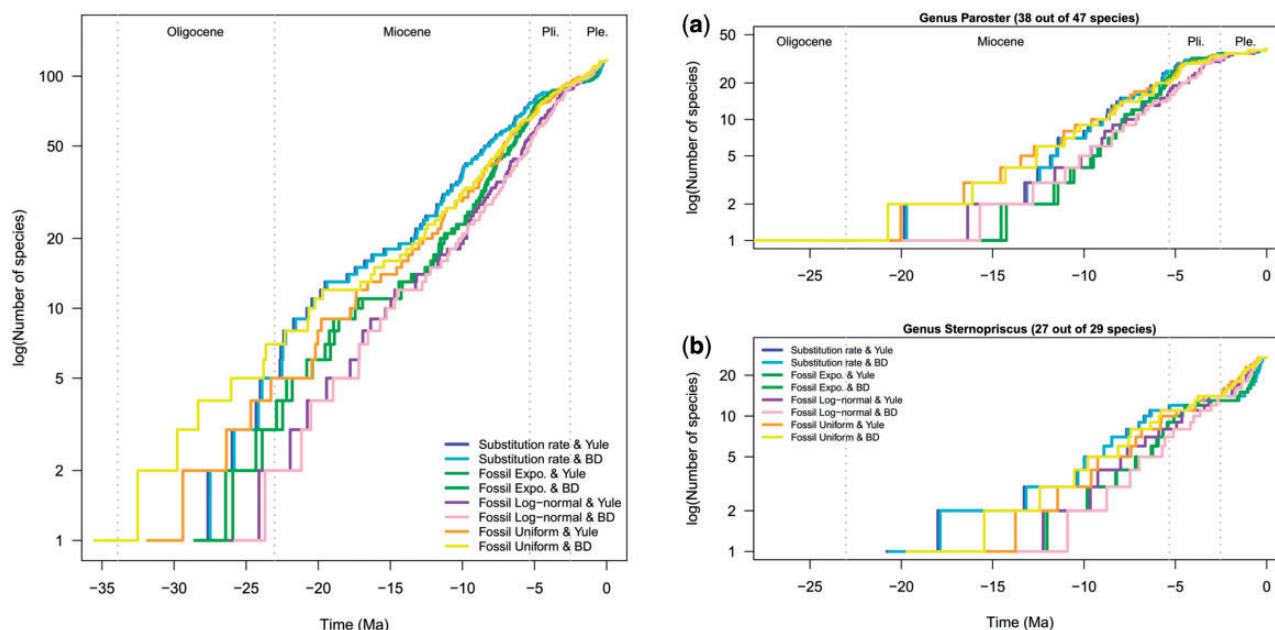 Oligocene Miocene Pli. Ple.
100
50
20
10
5
2
1
log(Number of species)
Substitution rate & Yule
Substitution rate & BD
Fossil Expo. & Yule
Fossil Expo. & BD
Fossil Log-normal & Yule
Fossil Log-normal & BD
Fossil Uniform & Yule
Fossil Uniform & BD
−35 −30 −25 −20 −15 −10 −5 0
Time (Ma)
(a) Genus Paroster (38 out of 47 species)
Oligocene Miocene Pli. Ple.
50
20
10
5
2
1
log(Number of species)
−25 −20 −15 −10 −5 0
(b) Genus Sternopriscus (27 out of 29 species)
Substitution rate & Yule
Substitution rate & BD
Fossil Expo. & Yule
Fossil Expo. & BD
Fossil Log-normal & Yule
Fossil Log-normal & BD
Fossil Uniform & Yule
Fossil Uniform & BD
20
10
5
2
1
log(Number of species)
−25 −20 −15 −10 −5 0
Time (Ma)